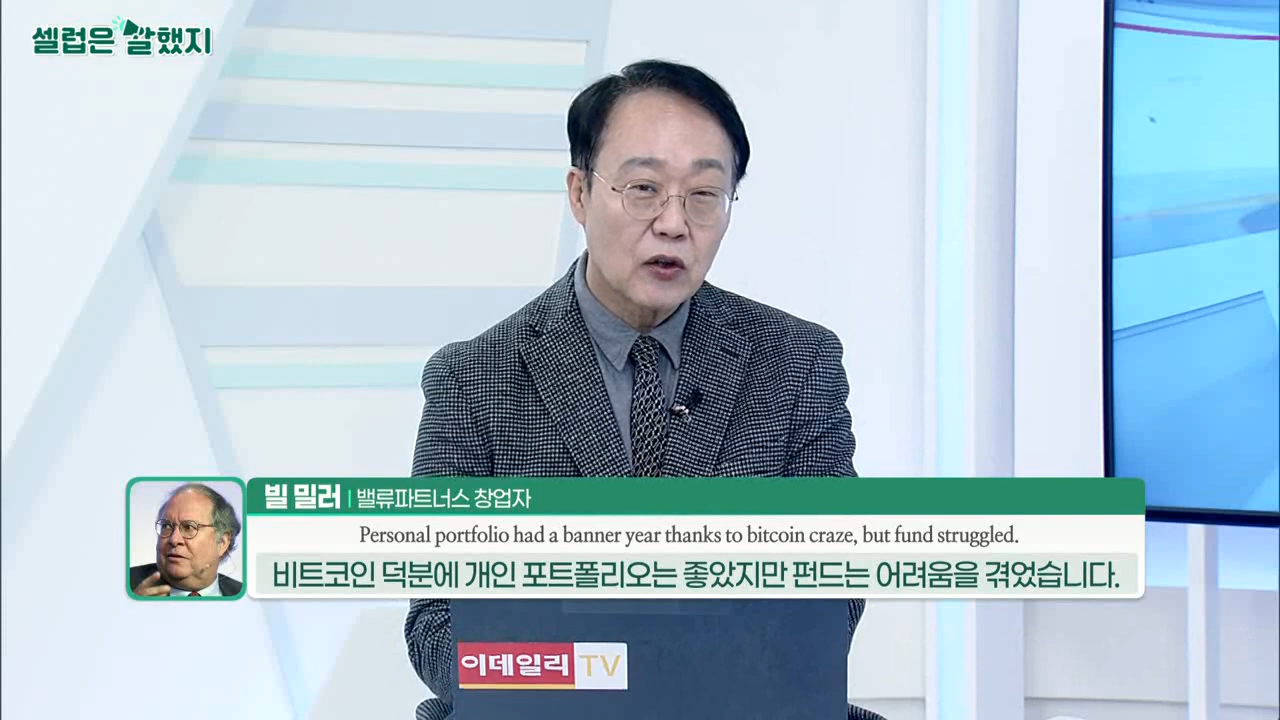 셀럽은 말했지
빌 밀러 | 밸류파트너스 창업자
Personal portfolio had a banner year thanks to bitcoin craze, but fund struggled.
비트코인 덕분에 개인 포트폴리오는 좋았지만 펀드는 어려움을 겪었습니다.
이데일리 TV